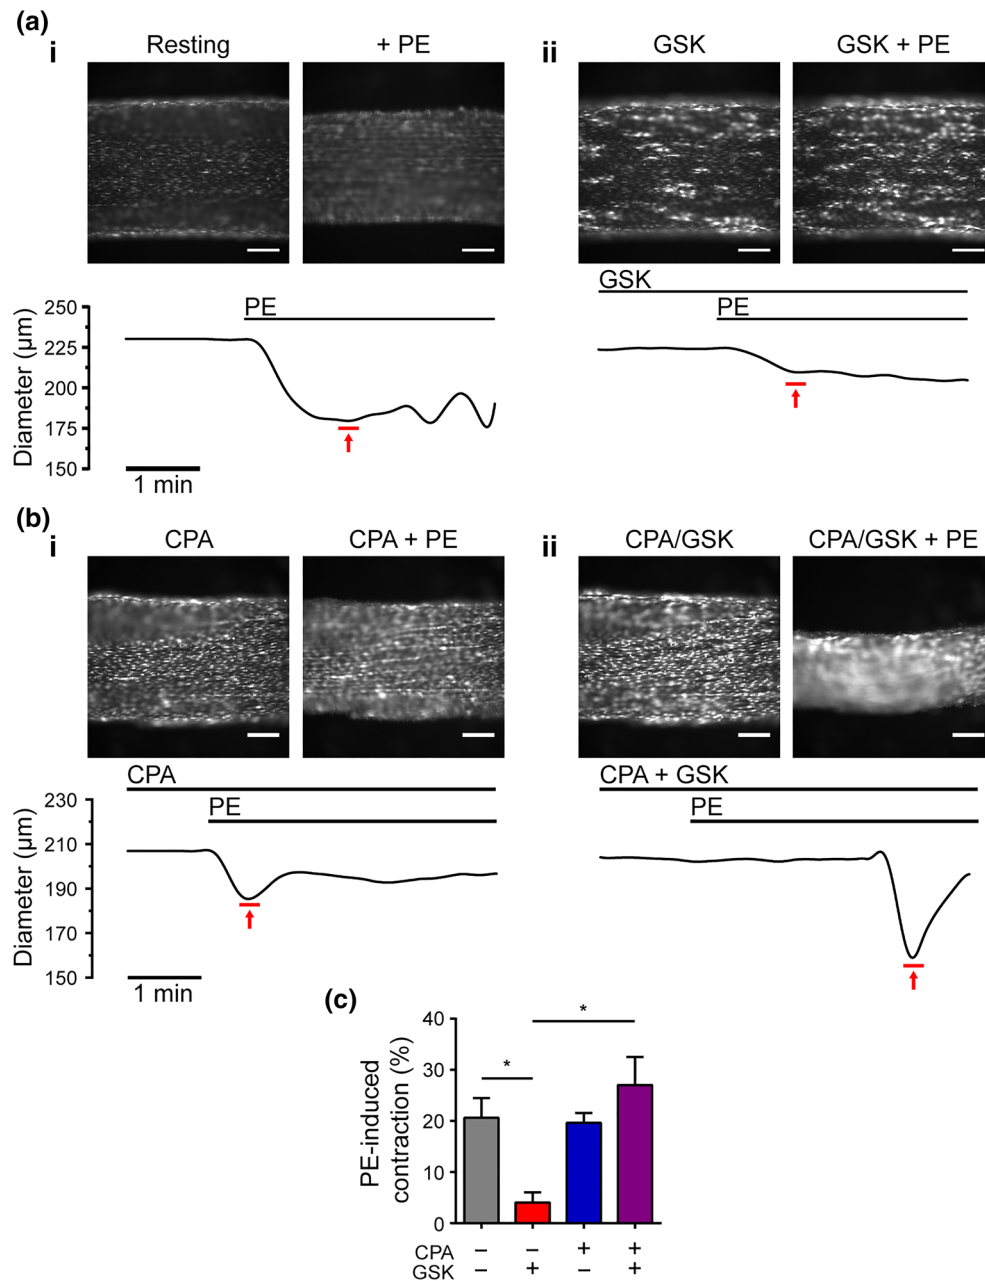 (a)
i Resting + PE ii GSK GSK + PE
GSK
PE
PE
250
225
200
175
150
Diameter (µm)
1 min
(b)
i CPA CPA + PE ii CPA/GSK CPA/GSK + PE
CPA
CPA + GSK
PE
PE
230
210
190
170
150
Diameter (µm)
1 min
(c)
40
30
20
10
0
PE-induced
contraction (%)
*
*
CPA − − + +
GSK − + − +